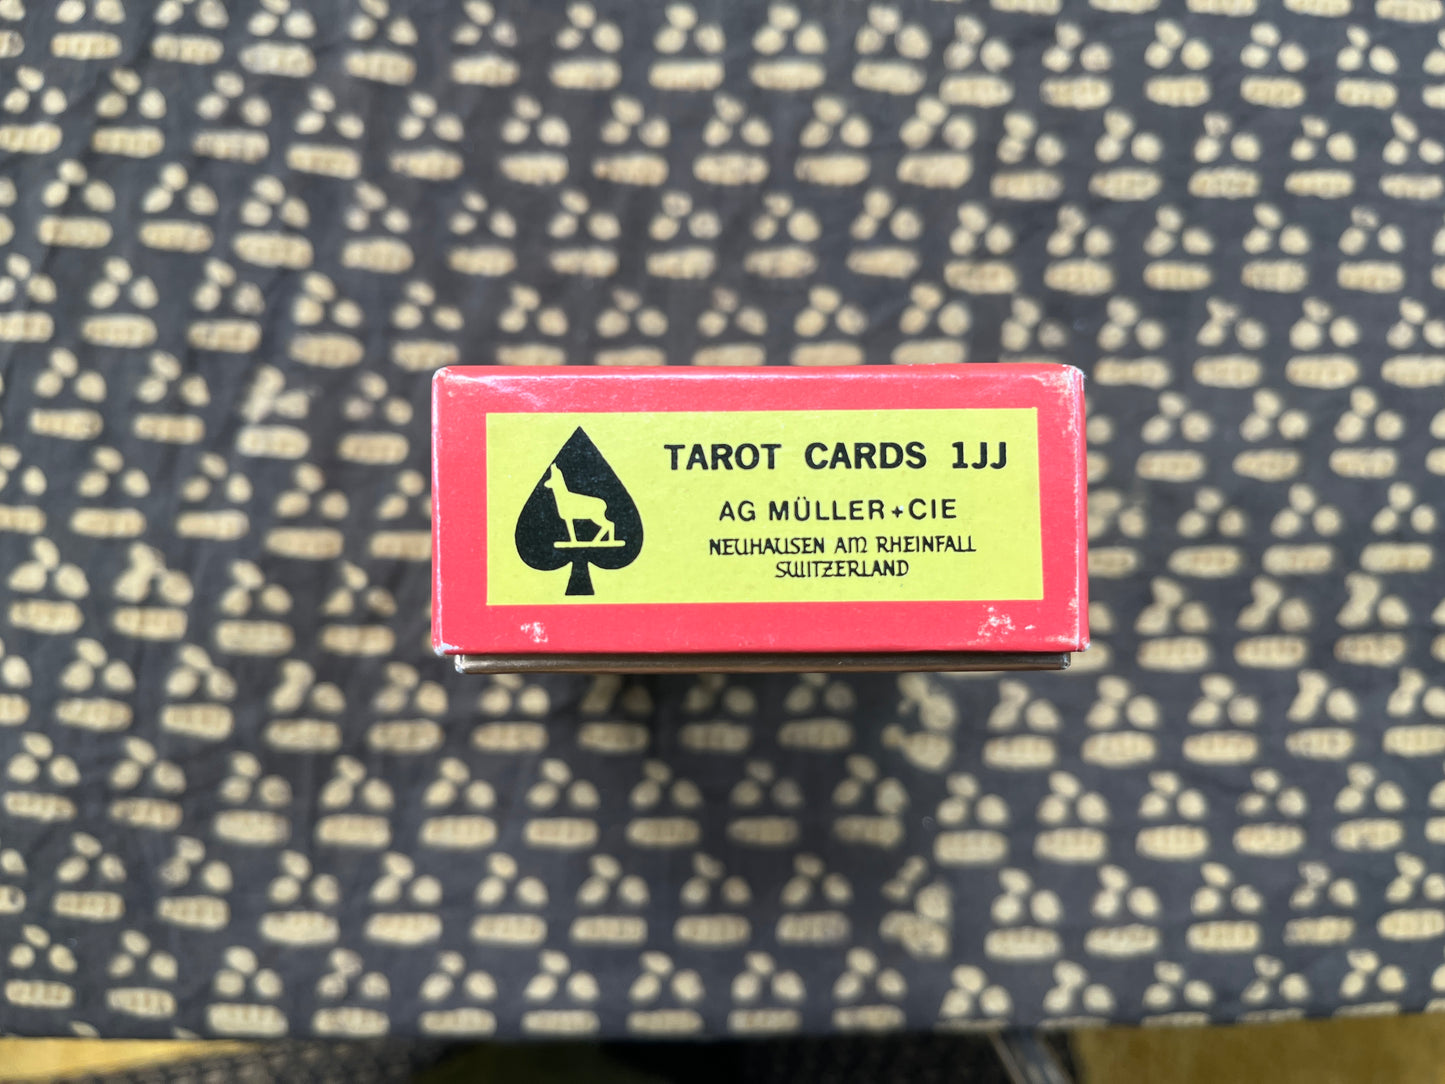 TAROT CARDS 1JJ
AG MÜLLER + CIE
NEUHAUSEN AM RHEINFALL
SWITZERLAND